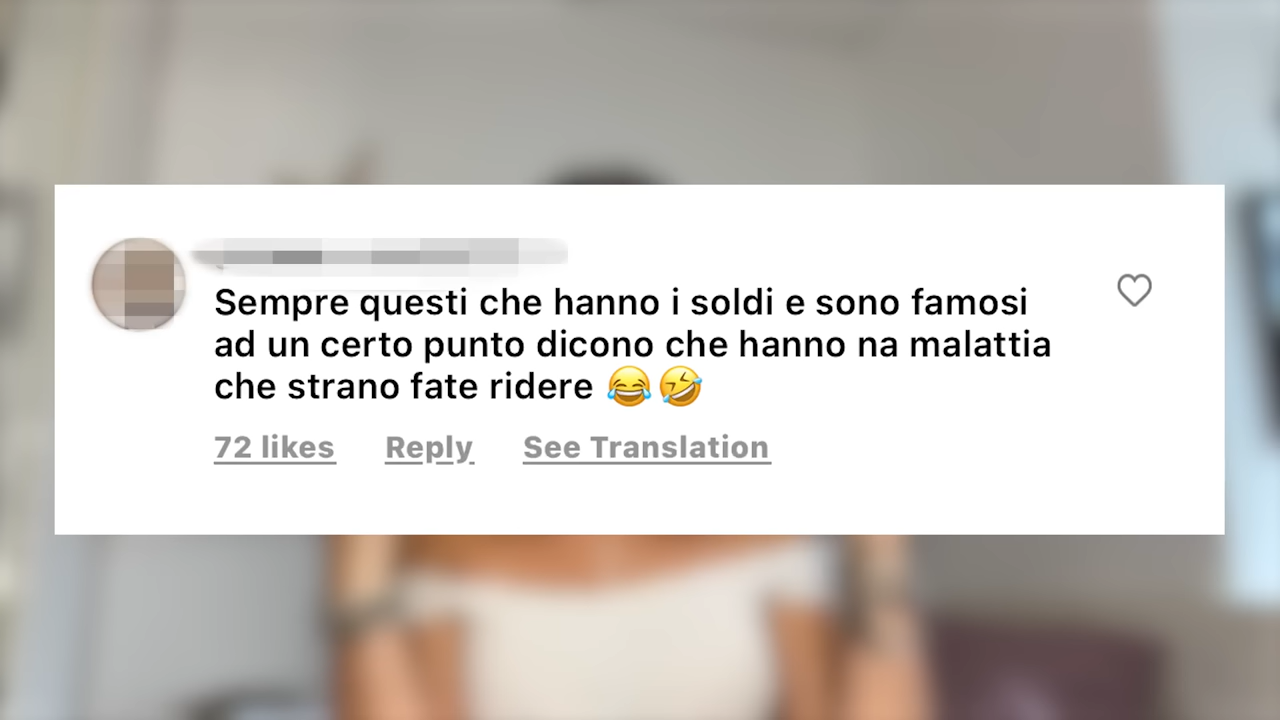 Sempre questi che hanno i soldi e sono famosi
ad un certo punto dicono che hanno na malattia
che strano fate ridere 😂🤣
72 likes Reply See Translation